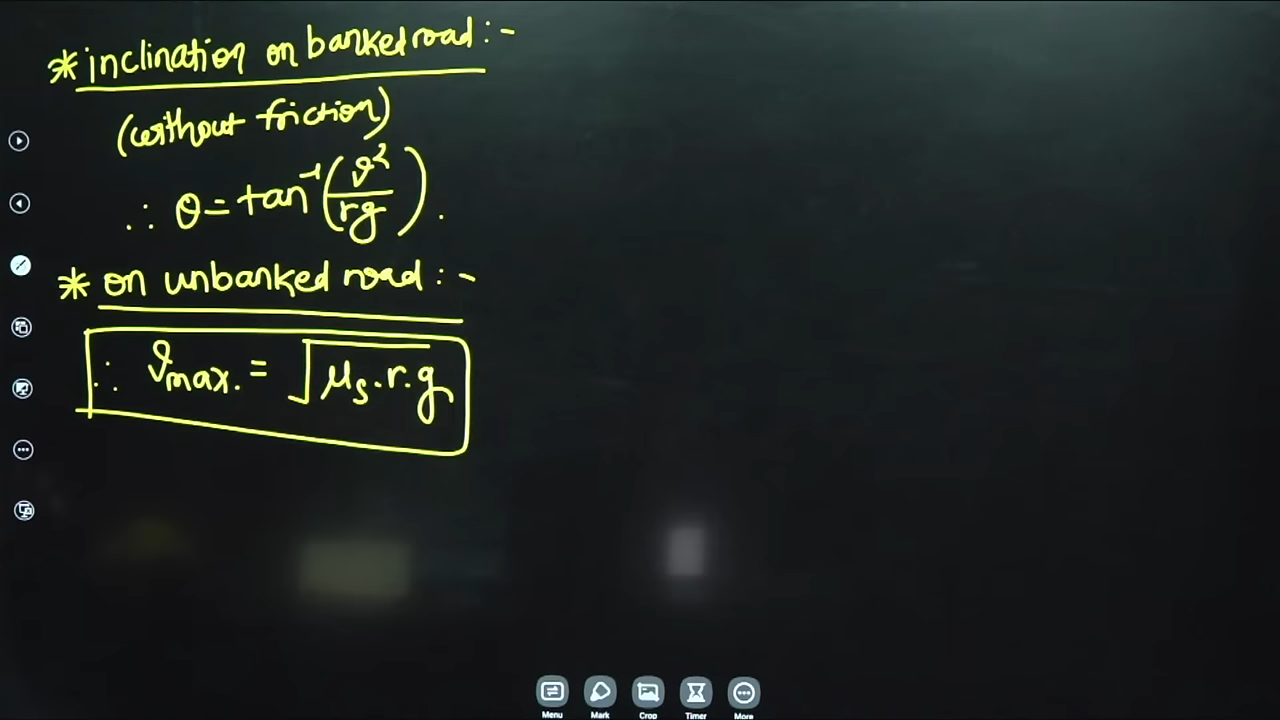 * inclination on banked road :-
(without friction)
∴ θ = tan⁻¹(v²/rg).
* on unbanked road :-
∴ vmax. = √μs.r.g
Menu Mark Crop Timer More